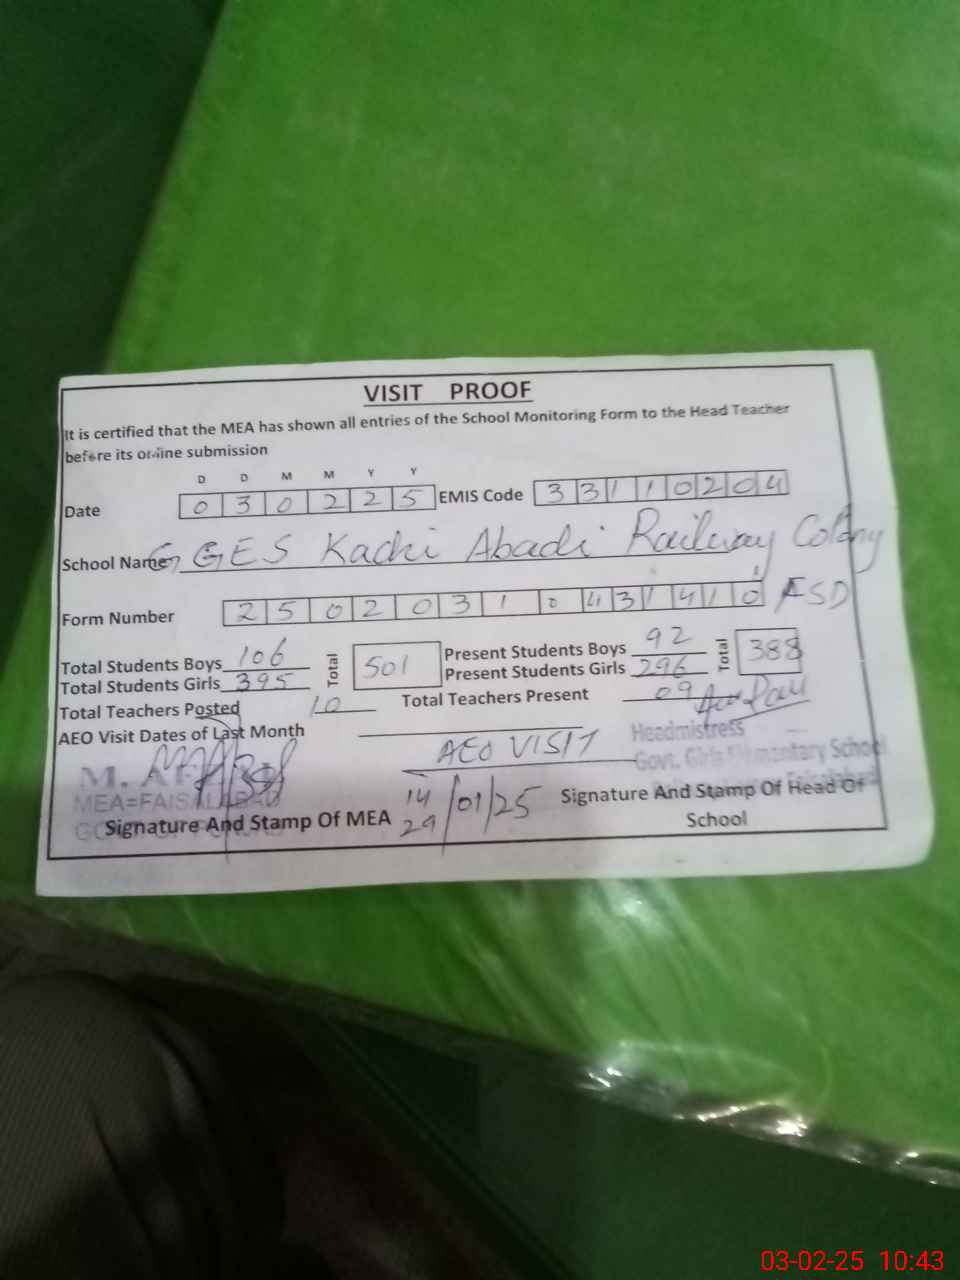 VISIT PROOF
It is certified that the MEA has shown all entries of the School Monitoring Form to the Head Teacher
before its online submission
D D M M Y Y
Date 0 3 0 2 2 5 EMIS Code 3 3 1 1 0 2 0 4
School Name GGES Kachi Abadi Railway Colony
Form Number 2 5 0 2 0 3 1 0 4 3 1 4 1 0 FSD
Total Students Boys 106 Total 501 Present Students Boys 92 Total 388
Total Students Girls 395 Present Students Girls 296
Total Teachers Posted 10 Total Teachers Present 09
AEO Visit Dates of Last Month
Headmistress
AEO VISIT
Govt. Girls Elementary School
Faisalabad
M.
MEA=FAISALABAD
14
29 /01/25
Signature And Stamp Of MEA Signature And Stamp Of Head Of
School
03-02-25 10:43